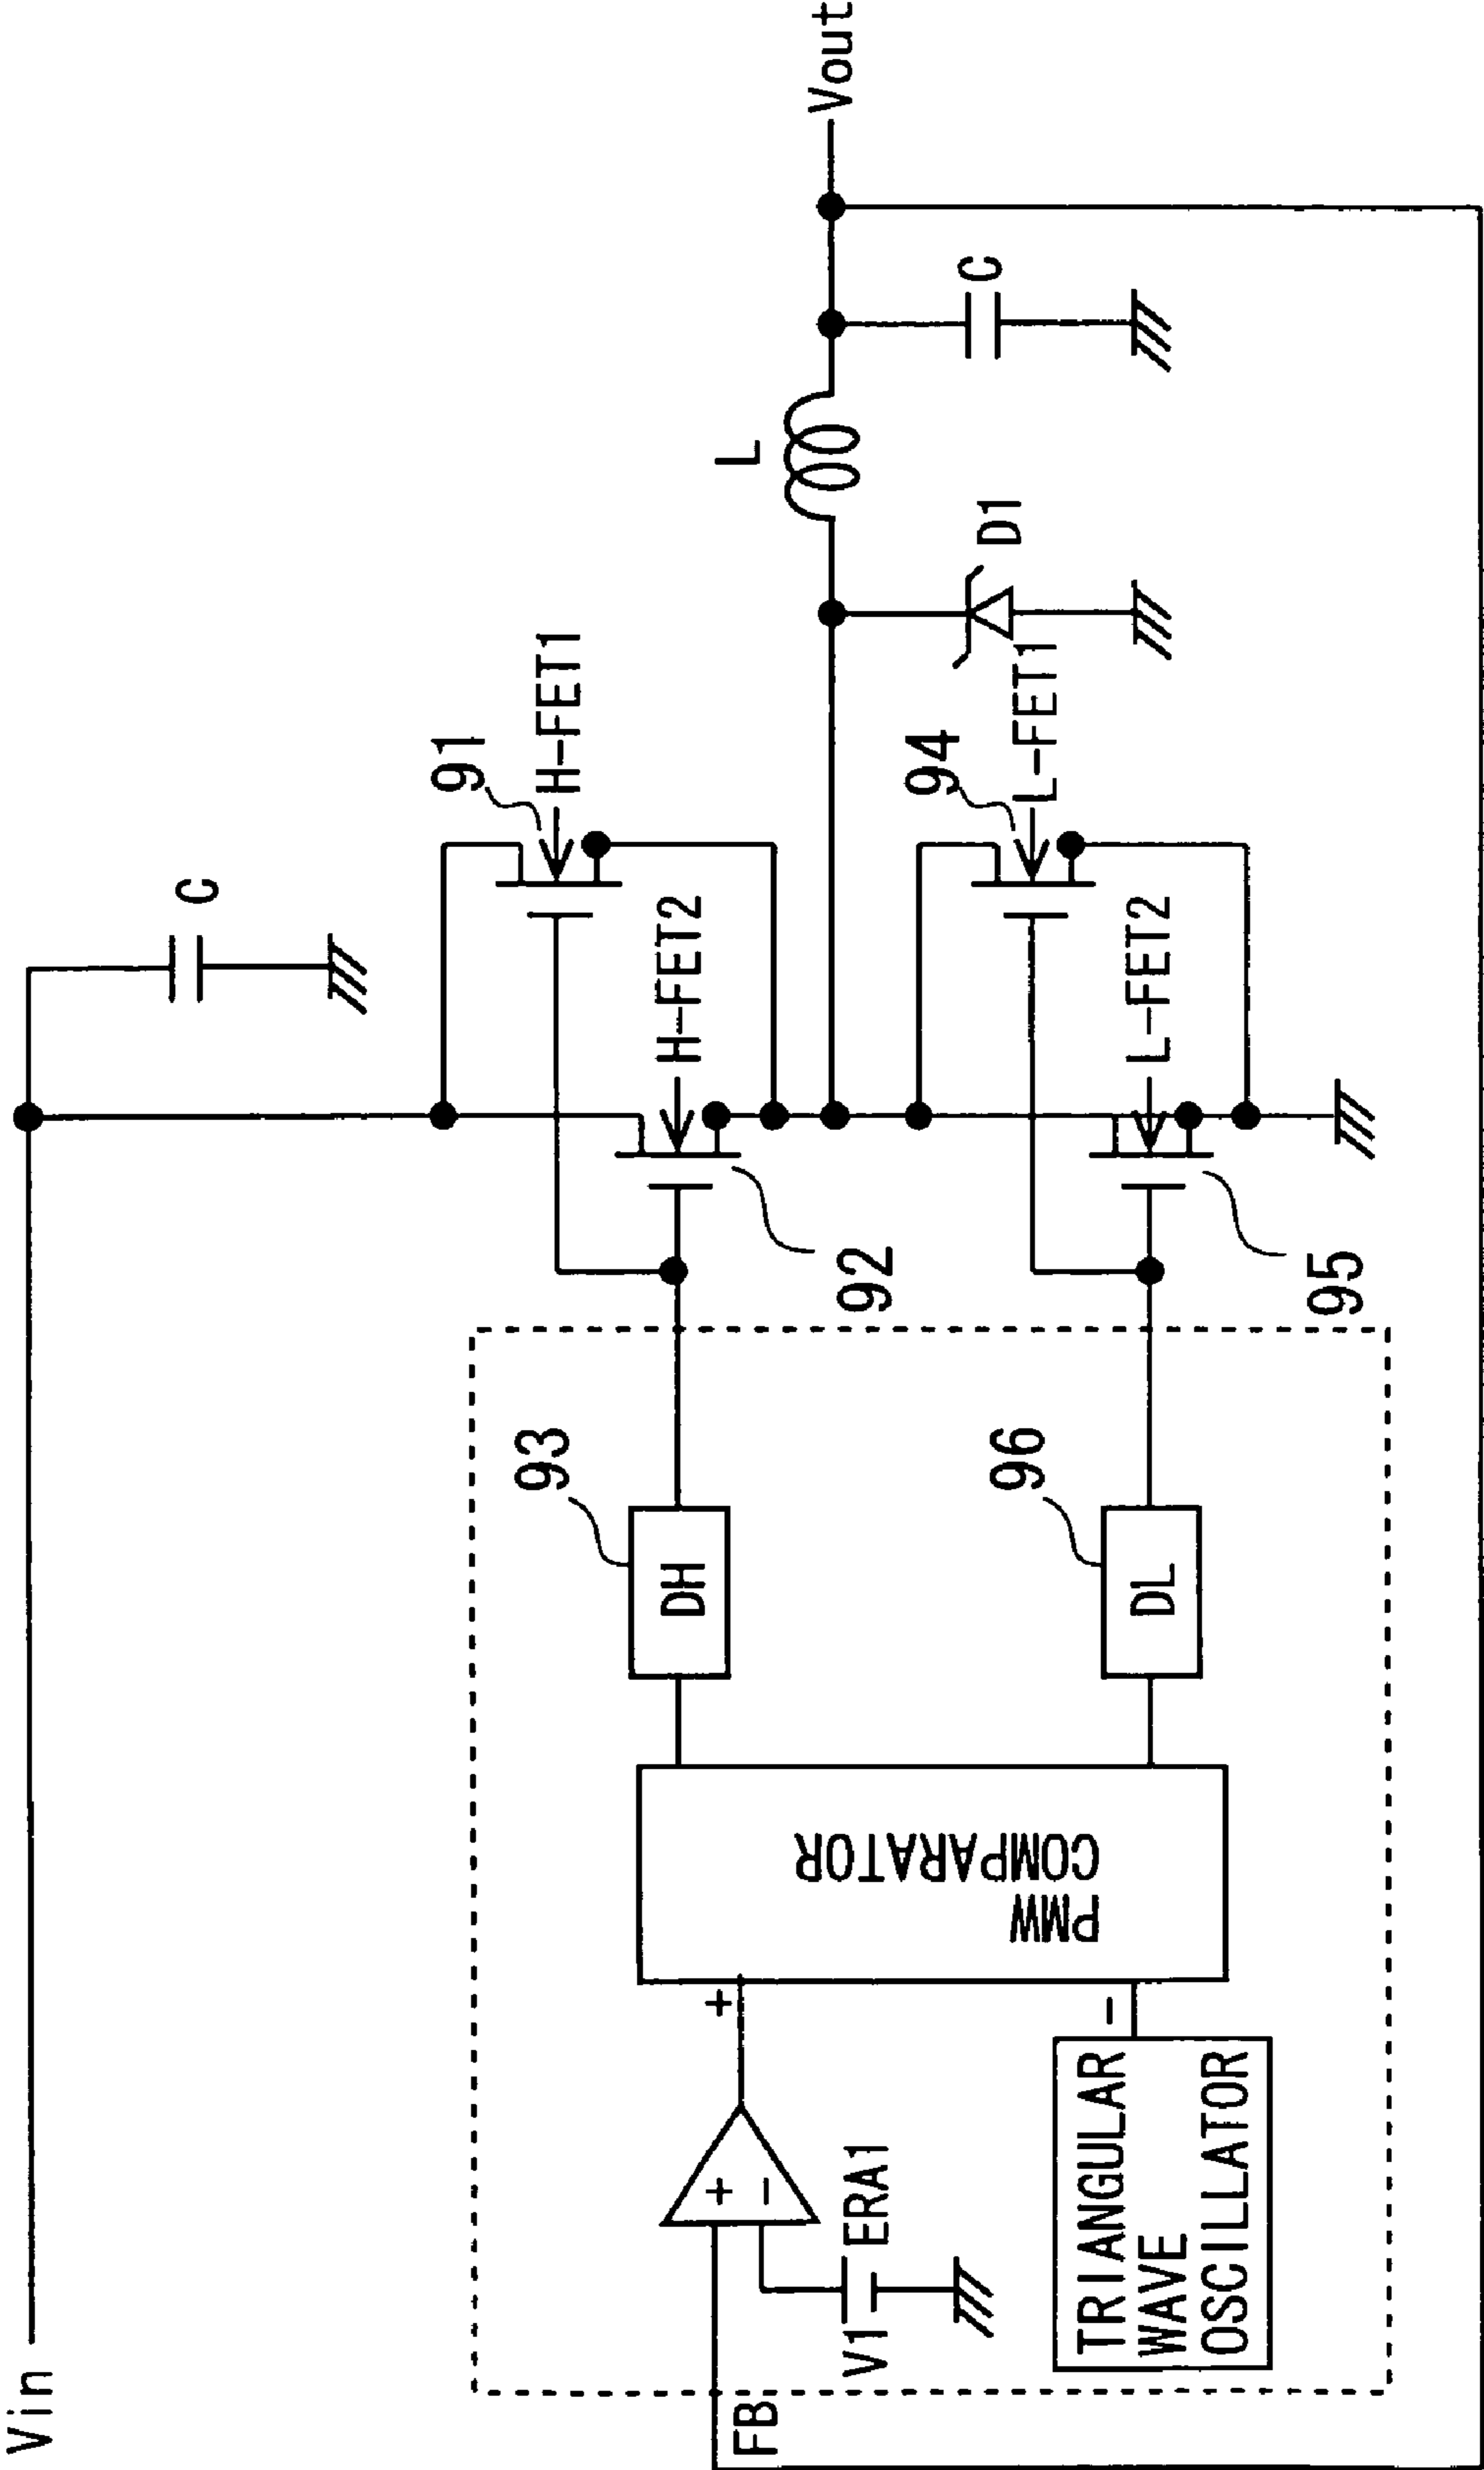 Vin
C
91
H-FET1
H-FET2
92
Vout
L
C
D1
94
L-FET1
L-FET2
95
93
DH
96
DL
PMW
COMPARATOR
+
-
+
-
ERA1
V1
FB
TRIANGULAR
WAVE
OSCILLATOR